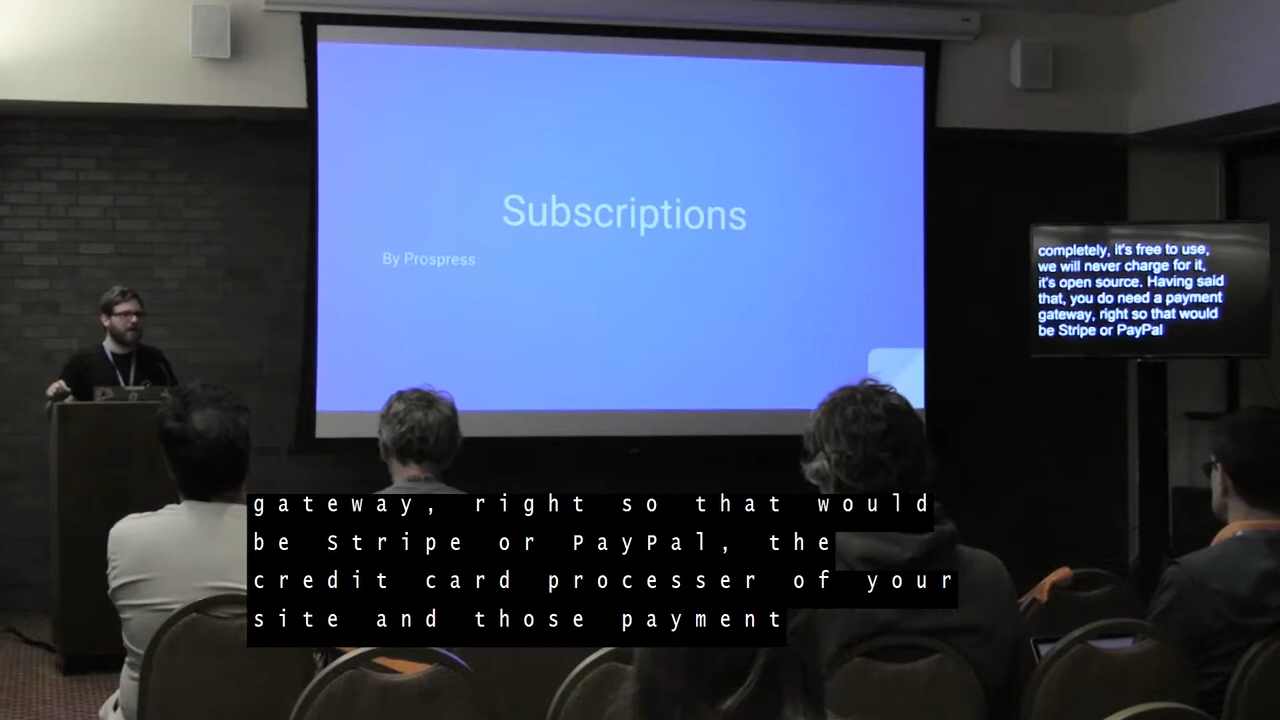 Subscriptions
By Prospress
completely, it's free to use,
we will never charge for it,
it's open source. Having said
that, you do need a payment
gateway, right so that would
be Stripe or PayPal
gateway, right so that would
be Stripe or PayPal, the
credit card processer of your
site and those payment